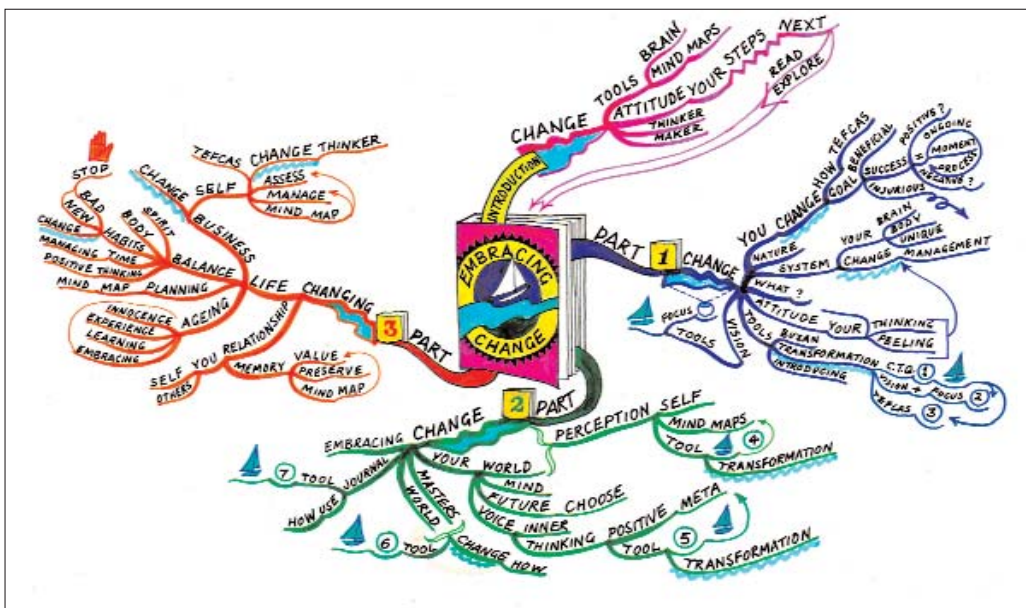 EMBRACING
CHANGE
INTRODUCTION
CHANGE
TOOLS
BRAIN
MIND MAPS
ATTITUDE
YOUR STEPS
NEXT
READ
EXPLORE
THINKER
MAKER
PART
1
CHANGE
YOU CHANGE
HOW TEFCAS
GOAL BENEFICIAL
SUCCESS =
POSITIVE?
ONGOING
MOMENT
PROCESS
NEGATIVE?
INJURIOUS
NATURE
SYSTEM
YOUR
BRAIN
BODY
UNIQUE
CHANGE MANAGEMENT
WHAT?
ATTITUDE YOUR
THINKING
FEELING
TOOLS
BUZAN
TRANSFORMATION
INTRODUCING
C.T.Q. 1
VISION + FOCUS 2
TEFCAS 3
VISION
FOCUS
TOOLS
PART
2
EMBRACING CHANGE
YOUR WORLD
PERCEPTION SELF
MIND MAPS
TOOL 4
TRANSFORMATION
MIND
FUTURE CHOOSE
VOICE INNER
THINKING POSITIVE META
TOOL 5
TRANSFORMATION
MASTERS
WORLD
CHANGE HOW
TOOL 6
JOURNAL
HOW USE
TOOL 7
PART
3
CHANGING
LIFE
BUSINESS
CHANGE
SELF
TEFCAS CHANGE THINKER
ASSESS
MANAGE
MIND MAP
BALANCE
SPIRIT
BODY
HABITS
BAD
STOP
NEW
CHANGE
MANAGING TIME
POSITIVE THINKING
MIND MAP PLANNING
AGEING
INNOCENCE
EXPERIENCE
LEARNING
EMBRACING
RELATIONSHIP
YOU
SELF
OTHERS
MEMORY
VALUE
PRESERVE
MIND MAP